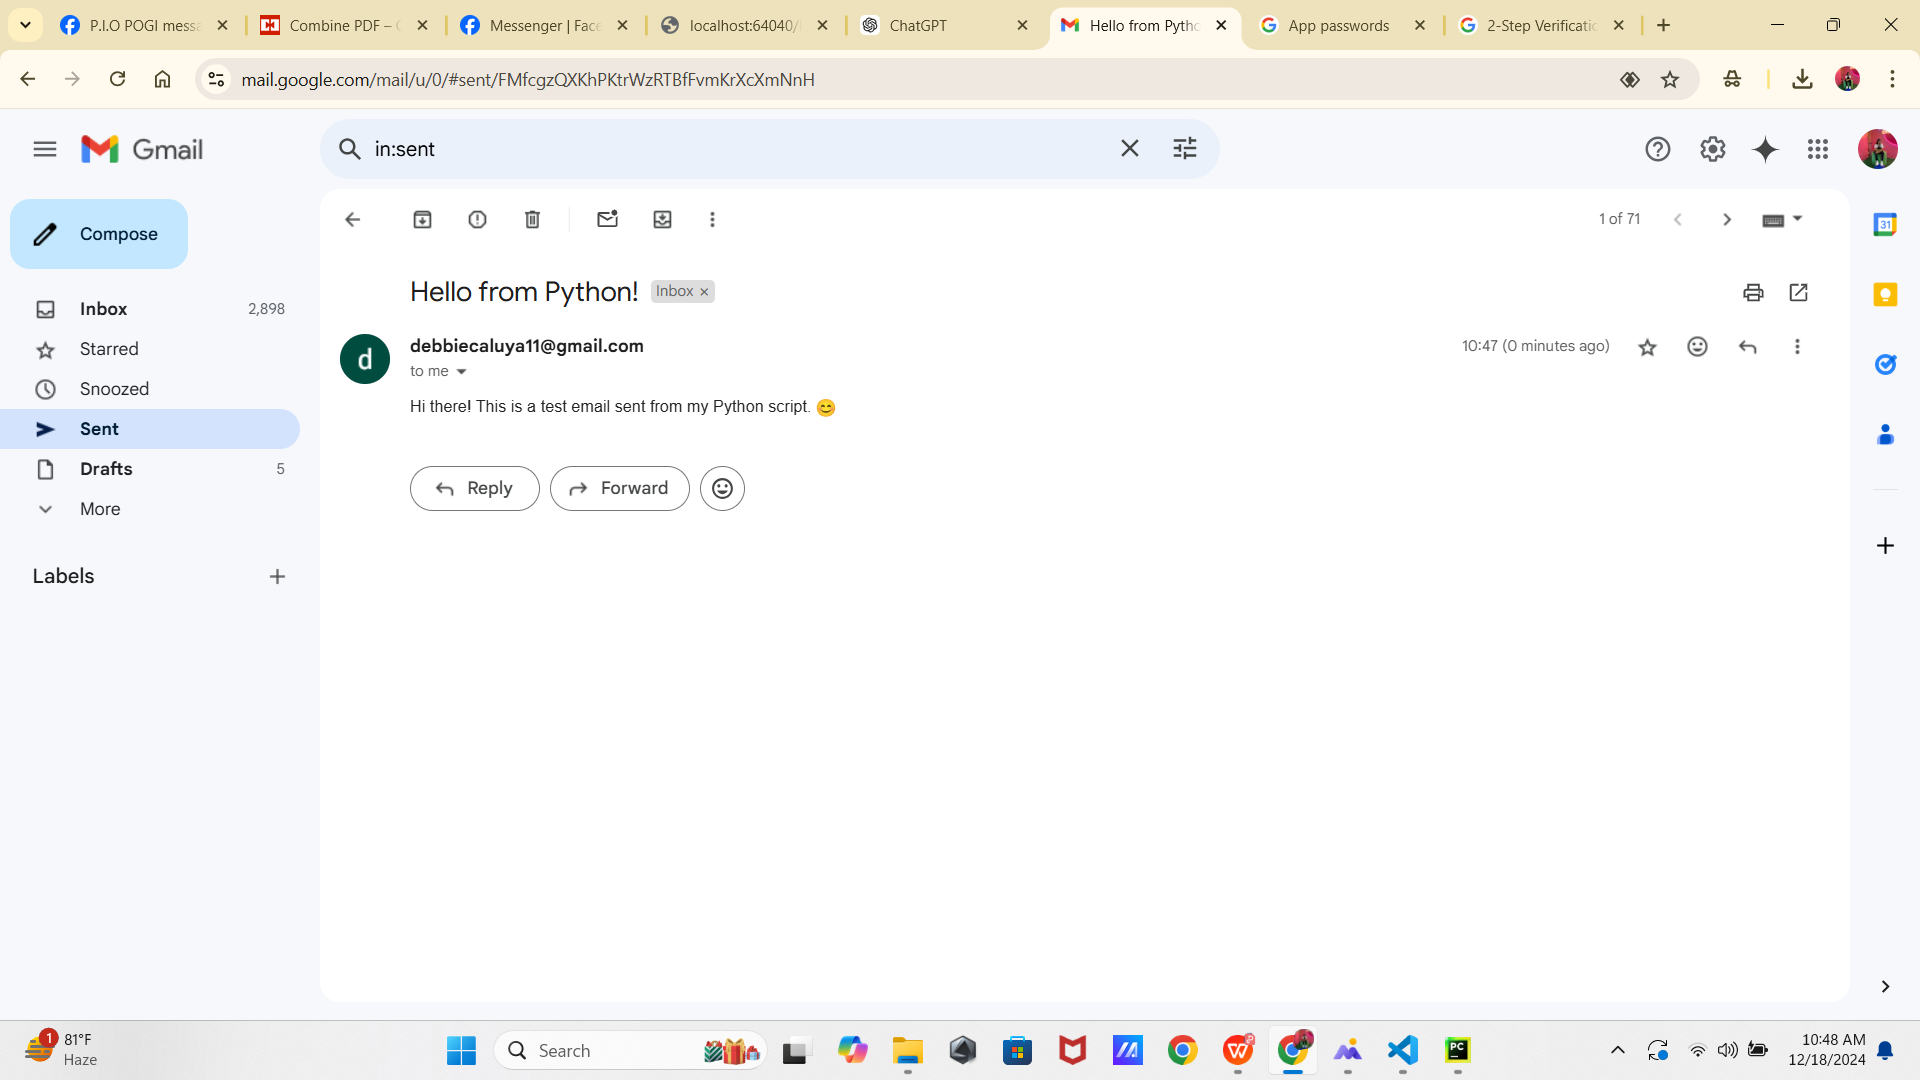 P.I.O POGI messa
Combine PDF – C
Messenger | Face
localhost:64040/
ChatGPT
Hello from Pytho
App passwords
2-Step Verificatio
mail.google.com/mail/u/0/#sent/FMfcgzQXKhPKtrWzRTBfFvmKrXcXmNnH
Gmail
in:sent
Compose
1 of 71
31
Hello from Python!
Inbox ×
Inbox 2,898
Starred
Snoozed
Sent
Drafts 5
More
Labels
d
debbiecaluya11@gmail.com
10:47 (0 minutes ago)
to me
Hi there! This is a test email sent from my Python script. 😊
Reply
Forward
1
81°F
Haze
Search
W
PC
10:48 AM
12/18/2024